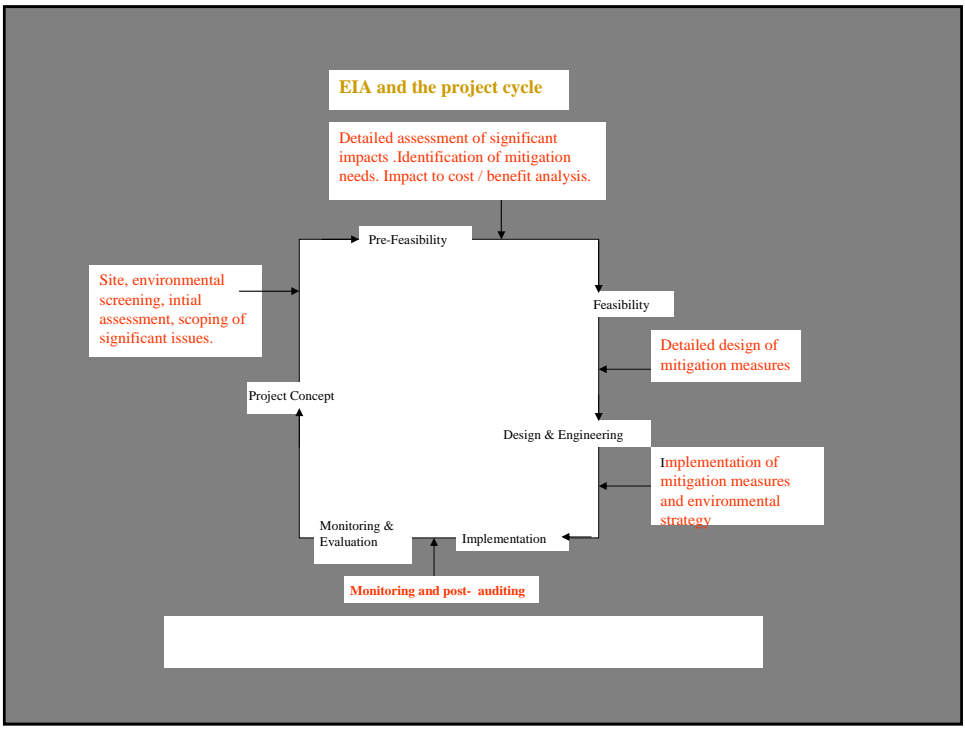 EIA and the project cycle
Detailed assessment of significant
impacts .Identification of mitigation
needs. Impact to cost / benefit analysis.
Pre-Feasibility
Site, environmental
screening, intial
assessment, scoping of
significant issues.
Feasibility
Detailed design of
mitigation measures
Project Concept
Design & Engineering
Implementation of
mitigation measures
and environmental
strategy
Monitoring &
Evaluation
Implementation
Monitoring and post-  auditing